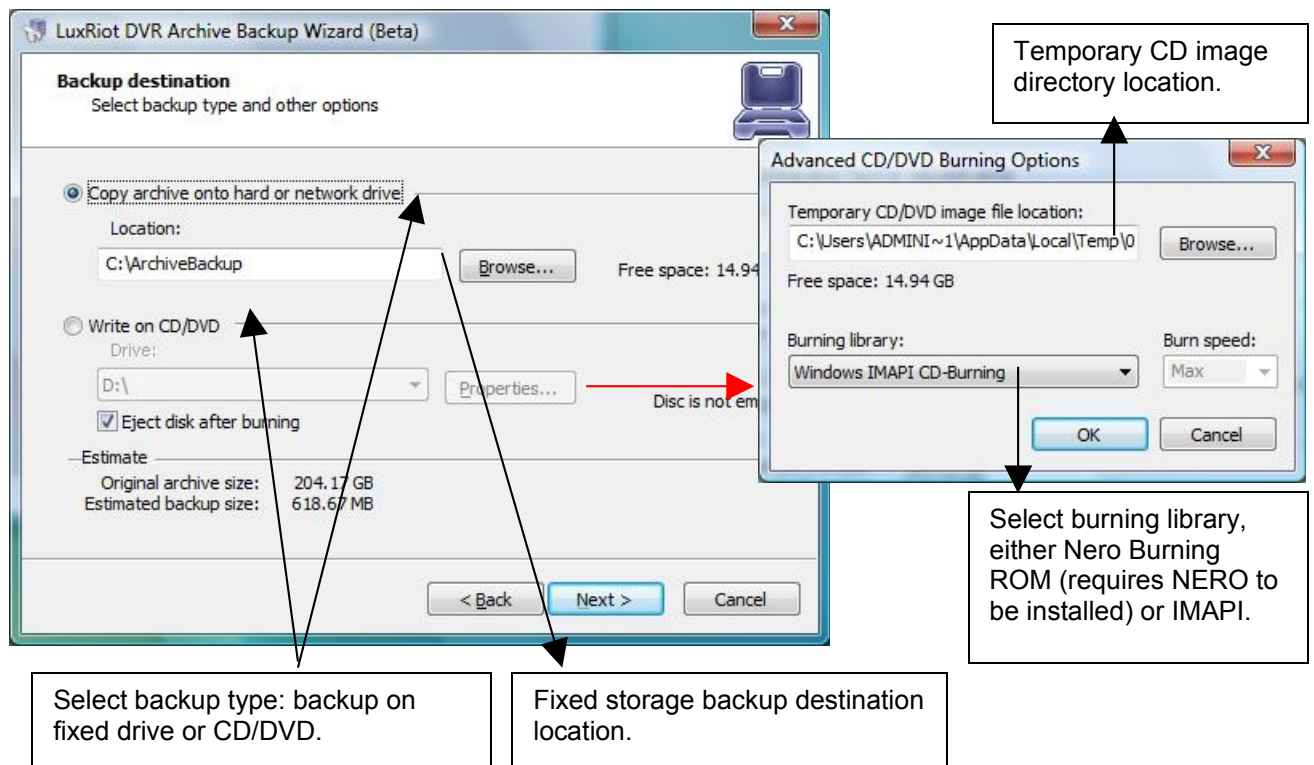 LuxRiot DVR Archive Backup Wizard (Beta)
Backup destination
Select backup type and other options
Copy archive onto hard or network drive
Location:
C:\ArchiveBackup
Browse...
Free space: 14.94
Write on CD/DVD
Drive:
D:\
Properties...
Disc is not em
Eject disk after burning
Estimate
Original archive size: 204.17 GB
Estimated backup size: 618.67 MB
< Back
Next >
Cancel
Temporary CD image
directory location.
Advanced CD/DVD Burning Options
Temporary CD/DVD image file location:
C:\Users\ADMINI~1\AppData\Local\Temp\0
Browse...
Free space: 14.94 GB
Burning library:
Burn speed:
Windows IMAPI CD-Burning
Max
OK
Cancel
Select burning library,
either Nero Burning
ROM (requires NERO to
be installed) or IMAPI.
Select backup type: backup on
fixed drive or CD/DVD.
Fixed storage backup destination
location.